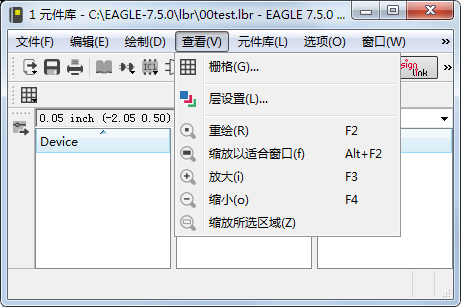 1 元件库 - C:\EAGLE-7.5.0\lbr\00test.lbr - EAGLE 7.5.0 ...
文件(F) 编辑(E) 绘制(D) 查看(V) 元件库(L) 选项(O) 窗口(W) »
栅格(G)...
sign
link
层设置(L)...
0.05 inch (-2.05 0.50)
Device
重绘(R) F2
缩放以适合窗口(f) Alt+F2
放大(i) F3
缩小(o) F4
缩放所选区域(Z)